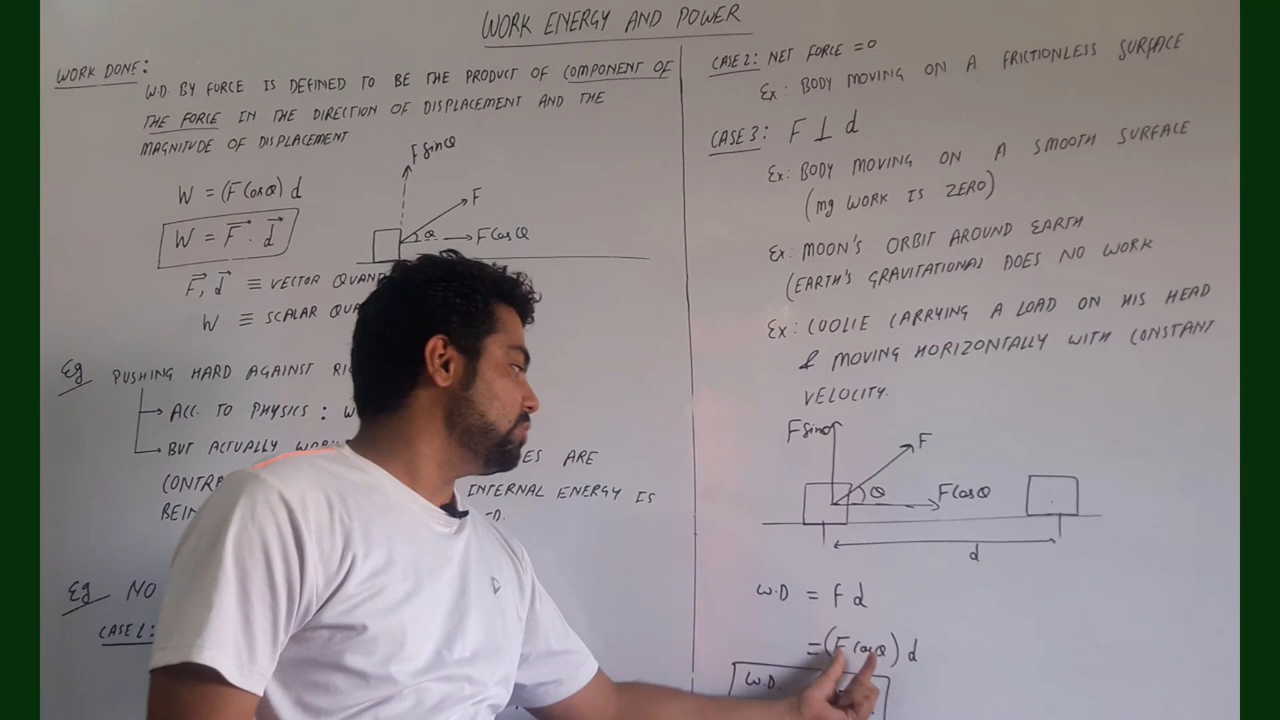 WORK ENERGY AND POWER
WORK DONE:
W.D. BY FORCE IS DEFINED TO BE THE PRODUCT OF COMPONENT OF
THE FORCE IN THE DIRECTION OF DISPLACEMENT AND THE
MAGNITUDE OF DISPLACEMENT
F sinθ
W = (F Cosθ) d
F
W = F⃗ . d⃗
θ
F Cosθ
F⃗, d⃗ ≡ VECTOR
W ≡ SCALAR
Eg PUSHING HARD AGAINST
ACC. TO PHYSICS :
BUT ACTUALLY
ARE
INTERNAL ENERGY IS
Eg NO
CASE 1:
CASE 2: NET FORCE = 0
Ex: BODY MOVING ON A FRICTIONLESS SURFACE
CASE 3: F ⊥ d
Ex: BODY MOVING ON A SMOOTH SURFACE
(mg WORK IS ZERO)
Ex: MOON'S ORBIT AROUND EARTH
(EARTH'S GRAVITATIONAL DOES NO WORK
Ex: COOLIE CARRYING A LOAD ON HIS HEAD
& MOVING HORIZONTALLY WITH CONSTANT
VELOCITY.
F sinθ
F
θ
F Cosθ
d
W.D = F d
= (F Cosθ) d
W.D.